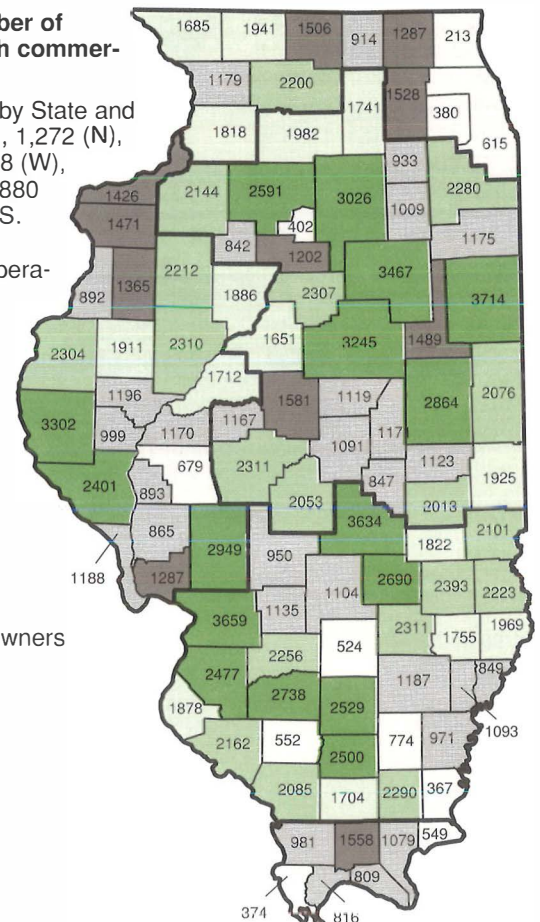 ber of
h commer-
by State and
, 1,272 (N),
8 (W),
880
S.
pera-
wners
1685 1941 1506 914 1287 213
1179 2200 1741 1528 380
1818 1982 615
933
1426 2144 2591 3026 2280
1471 402 1009
842 1202 1175
892 1365 2212 1886 2307 3467 3714
2304 1911 2310 1651 3245 1489
1712
3302 1196 1581 1119 2864 2076
999 1170 1167 1091 117
679 2311 1123
2401 893 847 1925
2053 2013
865 2949 950 3634 1822 2101
1188 1287 1104 2690 2393 2223
3659 1135
524 2311 1755 1969
2477 2256 1187 849
1878 2738 2529 1093
2162 552 2500 774 971
2085 1704 2290 367
981 1558 1079 549
809
374 816